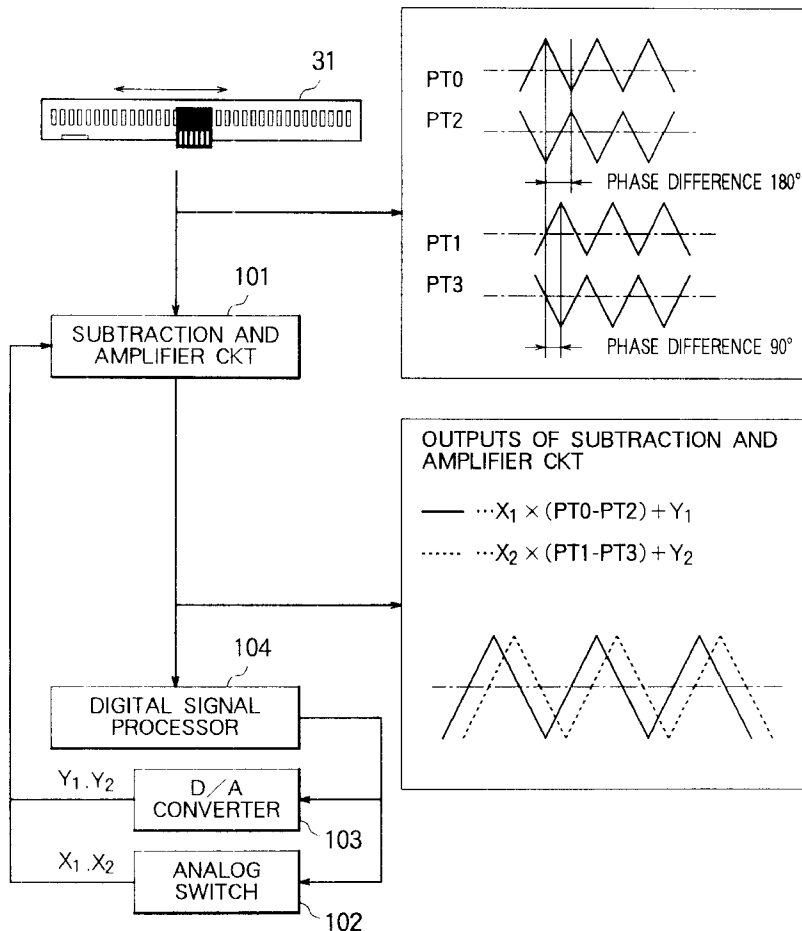 31
PT0
PT2
PHASE DIFFERENCE 180°
PT1
PT3
PHASE DIFFERENCE 90°
101
SUBTRACTION AND
AMPLIFIER CKT
OUTPUTS OF SUBTRACTION AND
AMPLIFIER CKT
···X₁ × (PT0-PT2) + Y₁
···X₂ × (PT1-PT3) + Y₂
104
DIGITAL SIGNAL
PROCESSOR
Y₁.Y₂
D/A
CONVERTER
103
X₁.X₂
ANALOG
SWITCH
102